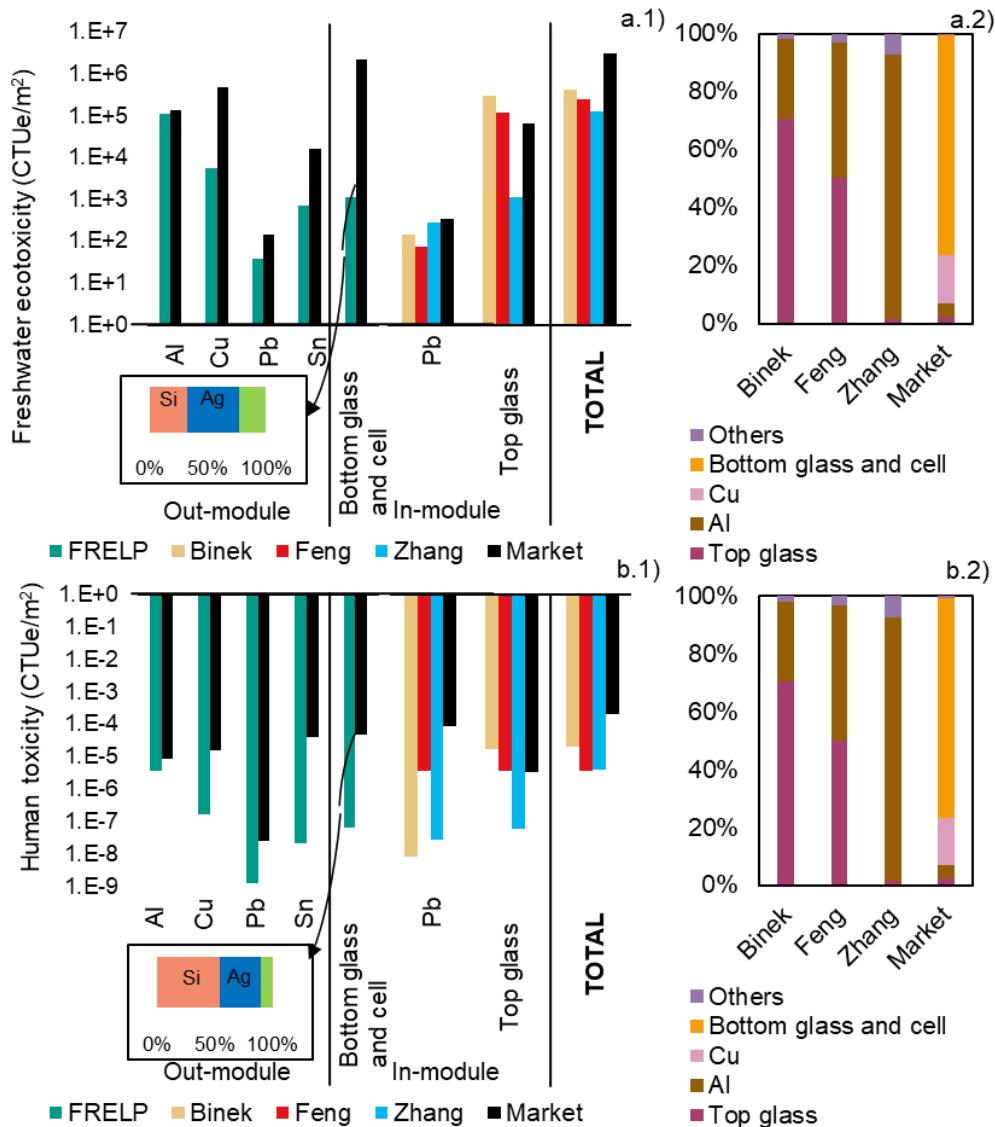 a.1)
Freshwater ecotoxicity (CTUe/m²)
1.E+7
1.E+6
1.E+5
1.E+4
1.E+3
1.E+2
1.E+1
1.E+0
Al
Cu
Pb
Sn
Bottom glass
and cell
Pb
Top glass
TOTAL
Si Ag
0% 50% 100%
Out-module
In-module
FRELP Binek Feng Zhang Market
a.2)
100%
80%
60%
40%
20%
0%
Binek
Feng
Zhang
Market
Others
Bottom glass and cell
Cu
Al
Top glass
b.1)
Human toxicity (CTUe/m²)
1.E+0
1.E-1
1.E-2
1.E-3
1.E-4
1.E-5
1.E-6
1.E-7
1.E-8
1.E-9
Al
Cu
Pb
Sn
Bottom glass
and cell
Pb
Top glass
TOTAL
Si Ag
0% 50% 100%
Out-module
In-module
FRELP Binek Feng Zhang Market
b.2)
100%
80%
60%
40%
20%
0%
Binek
Feng
Zhang
Market
Others
Bottom glass and cell
Cu
Al
Top glass